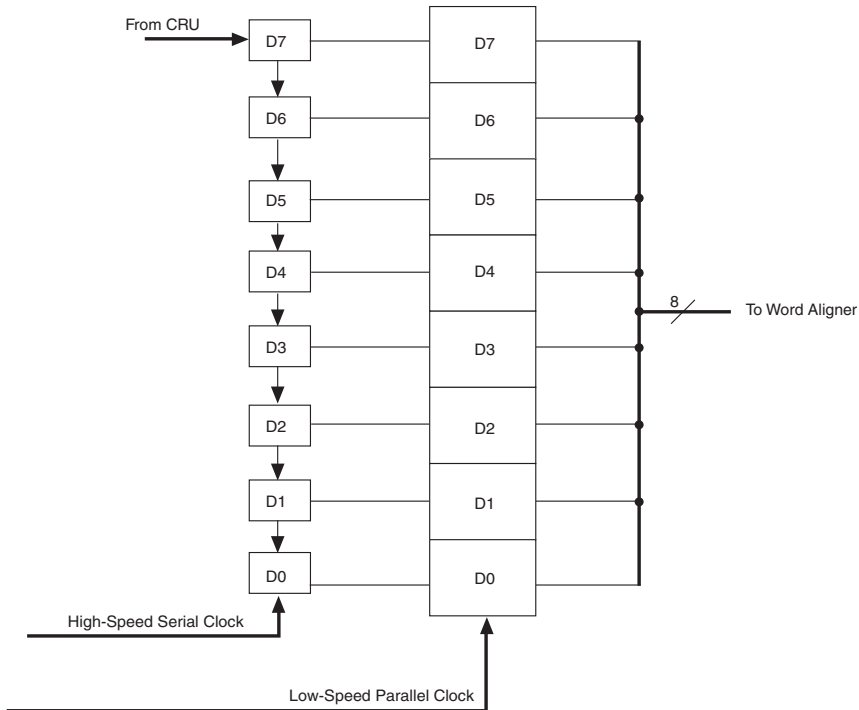 From CRU
D7
D7
D6
D6
D5
D5
D4
D4
8
To Word Aligner
D3
D3
D2
D2
D1
D1
D0
D0
High-Speed Serial Clock
Low-Speed Parallel Clock